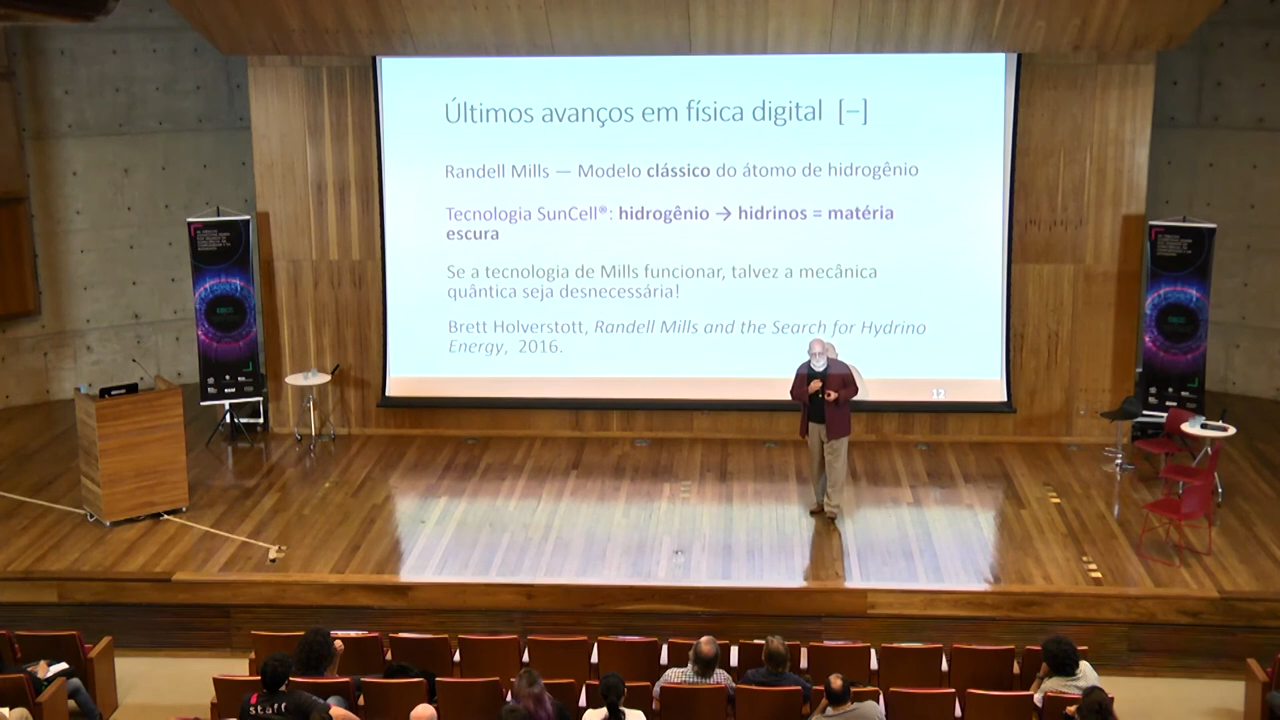 Últimos avanços em física digital [–]
Randell Mills — Modelo clássico do átomo de hidrogênio
Tecnologia SunCell®: hidrogênio → hidrinos = matéria
escura
Se a tecnologia de Mills funcionar, talvez a mecânica
quântica seja desnecessária!
Brett Holverstott, Randell Mills and the Search for Hydrino
Energy, 2016.
12
staff